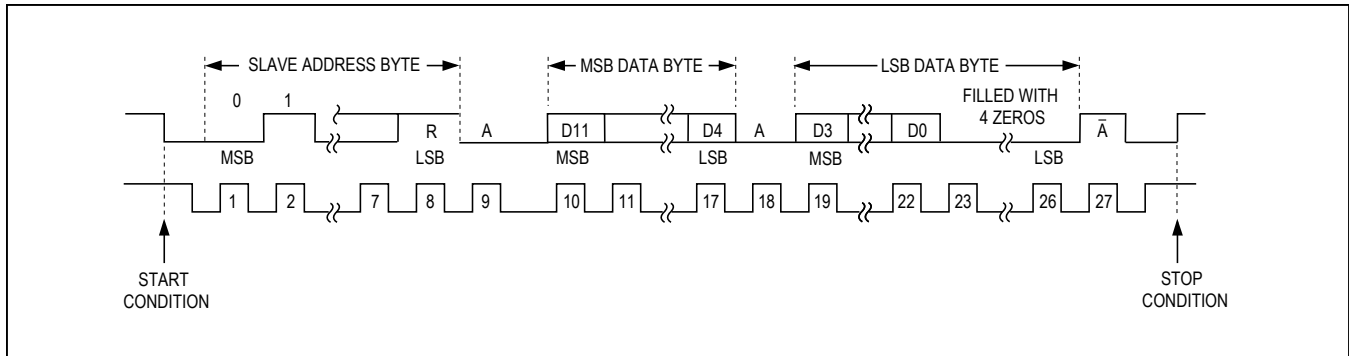 SLAVE ADDRESS BYTE MSB DATA BYTE LSB DATA BYTE
0 1 FILLED WITH
4 ZEROS
R A D11 D4 A D3 D0 Ā
MSB LSB MSB LSB MSB LSB
1 2 7 8 9 10 11 17 18 19 22 23 26 27
START
CONDITION
STOP
CONDITION